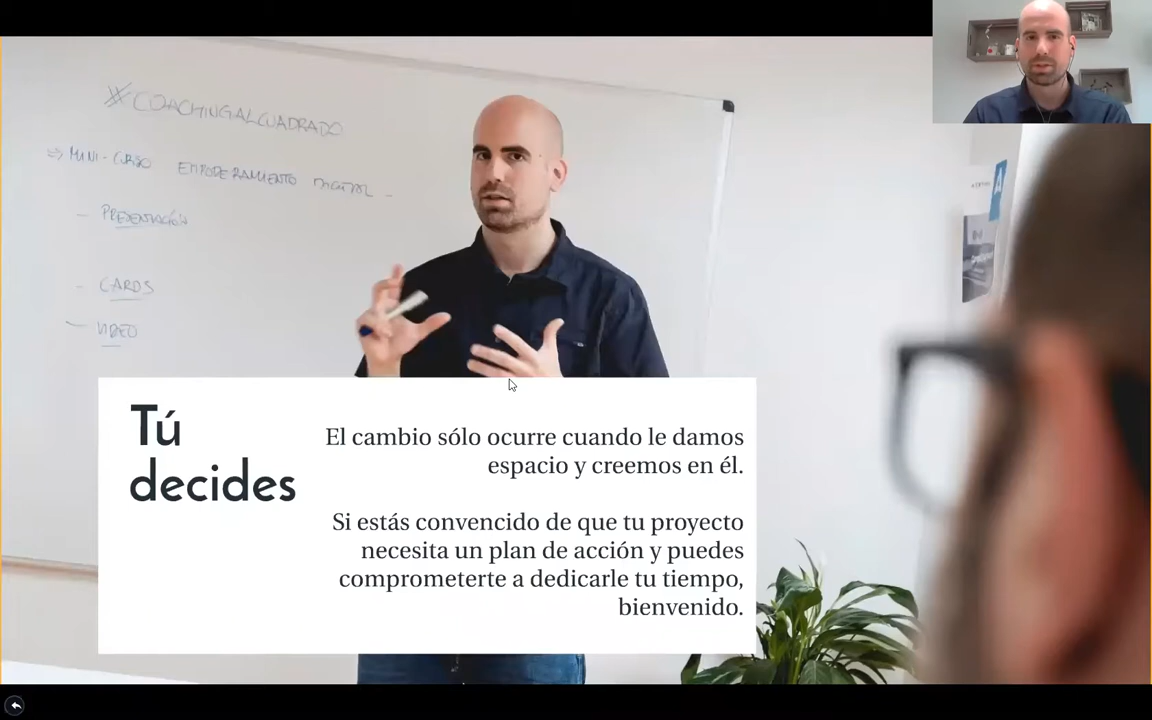 #COACHINGALCUADRADO
⇒ MINI-CURSO EMPODERAMIENTO DIGITAL -
- PRESENTACIÓN
- CARDS
- VIDEO
A
Tú
decides
El cambio sólo ocurre cuando le damos
espacio y creemos en él.
Si estás convencido de que tu proyecto
necesita un plan de acción y puedes
comprometerte a dedicarle tu tiempo,
bienvenido.